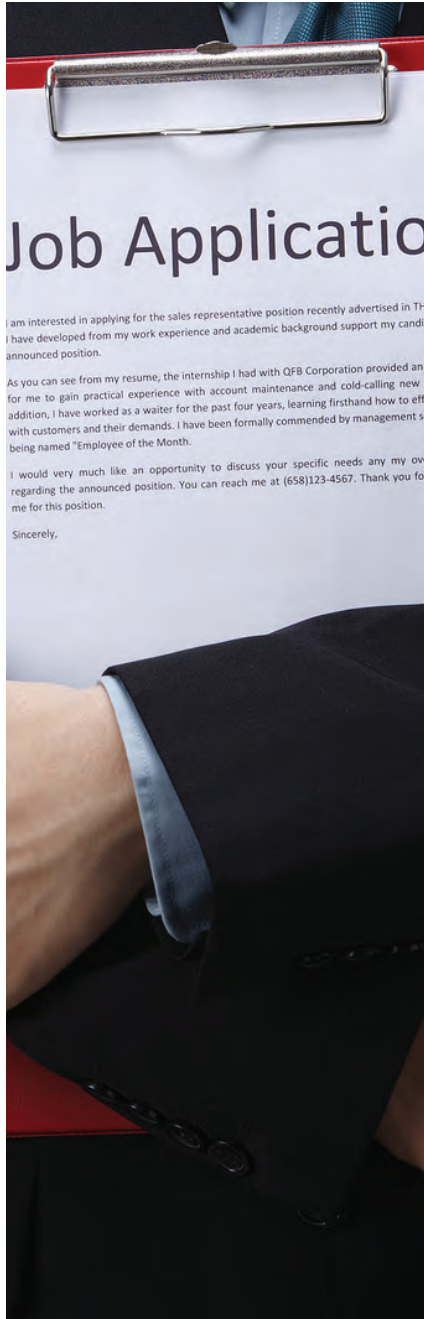 Job Applicatio
I am interested in applying for the sales representative position recently advertised in TH
I have developed from my work experience and academic background support my candi
announced position.
As you can see from my resume, the internship I had with QFB Corporation provided an
for me to gain practical experience with account maintenance and cold-calling new
addition, I have worked as a waiter for the past four years, learning firsthand how to eff
with customers and their demands. I have been formally commended by management s
being named "Employee of the Month.
I would very much like an opportunity to discuss your specific needs any my ov
regarding the announced position. You can reach me at (658)123-4567. Thank you fo
me for this position.
Sincerely,